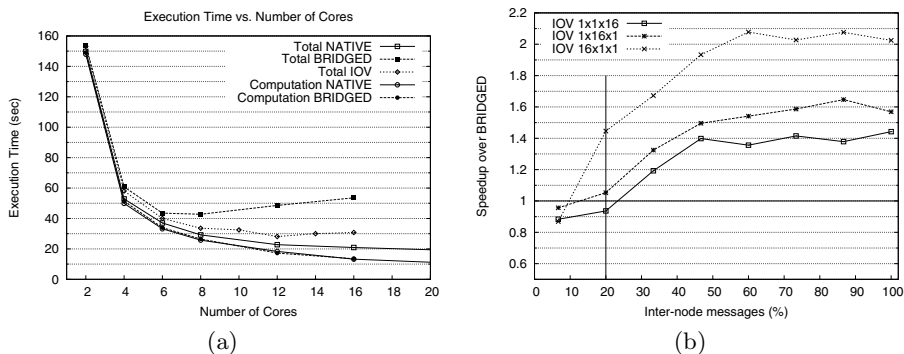 Execution Time vs. Number of Cores
Execution Time (sec)
160
140
120
100
80
60
40
20
0
Total NATIVE
Total BRIDGED
Total IOV
Computation NATIVE
Computation BRIDGED
2 4 6 8 10 12 14 16 18 20
Number of Cores
(a)
Speedup over BRIDGED
2.2
2
1.8
1.6
1.4
1.2
1
0.8
0.6
IOV 1x1x16
IOV 1x16x1
IOV 16x1x1
0 10 20 30 40 50 60 70 80 90 100
Inter-node messages (%)
(b)